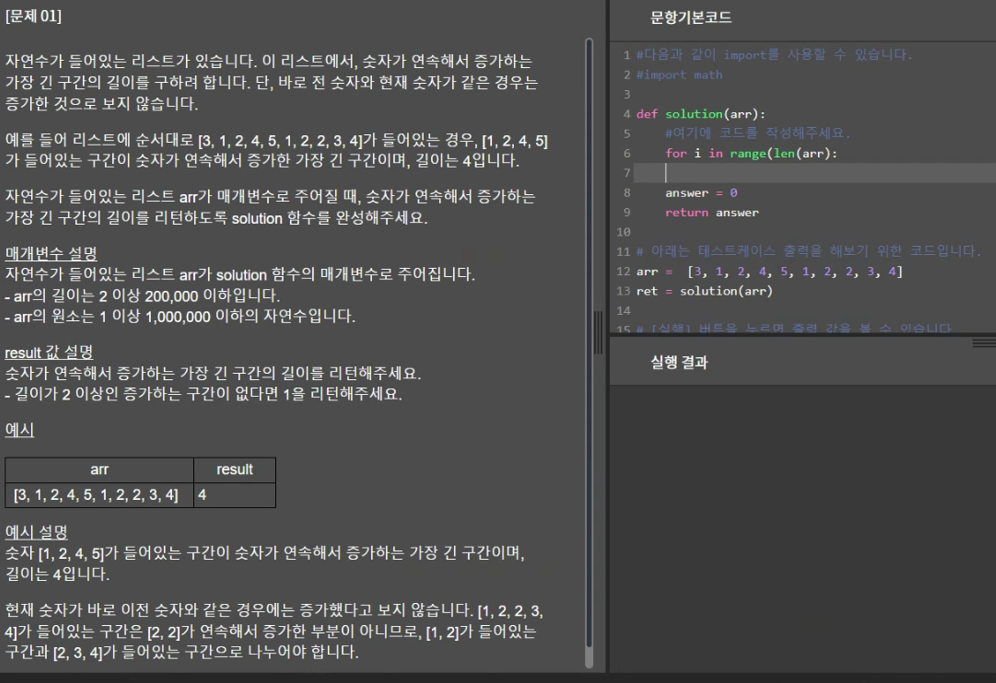 [문제 01]
자연수가 들어있는 리스트가 있습니다. 이 리스트에서, 숫자가 연속해서 증가하는
가장 긴 구간의 길이를 구하려 합니다. 단, 바로 전 숫자와 현재 숫자가 같은 경우는
증가한 것으로 보지 않습니다.
예를 들어 리스트에 순서대로 [3, 1, 2, 4, 5, 1, 2, 2, 3, 4]가 들어있는 경우, [1, 2, 4, 5]
가 들어있는 구간이 숫자가 연속해서 증가한 가장 긴 구간이며, 길이는 4입니다.
자연수가 들어있는 리스트 arr가 매개변수로 주어질 때, 숫자가 연속해서 증가하는
가장 긴 구간의 길이를 리턴하도록 solution 함수를 완성해주세요.
매개변수 설명
자연수가 들어있는 리스트 arr가 solution 함수의 매개변수로 주어집니다.
- arr의 길이는 2 이상 200,000 이하입니다.
- arr의 원소는 1 이상 1,000,000 이하의 자연수입니다.
result 값 설명
숫자가 연속해서 증가하는 가장 긴 구간의 길이를 리턴해주세요.
- 길이가 2 이상인 증가하는 구간이 없다면 1을 리턴해주세요.
예시
arr result
[3, 1, 2, 4, 5, 1, 2, 2, 3, 4] 4
예시 설명
숫자 [1, 2, 4, 5]가 들어있는 구간이 숫자가 연속해서 증가하는 가장 긴 구간이며,
길이는 4입니다.
현재 숫자가 바로 이전 숫자와 같은 경우에는 증가했다고 보지 않습니다. [1, 2, 2, 3,
4]가 들어있는 구간은 [2, 2]가 연속해서 증가한 부분이 아니므로, [1, 2]가 들어있는
구간과 [2, 3, 4]가 들어있는 구간으로 나누어야 합니다.
문항기본코드
1 #다음과 같이 import를 사용할 수 있습니다.
2 #import math
3
4 def solution(arr):
5 #여기에 코드를 작성해주세요.
6 for i in range(len(arr):
7
8 answer = 0
9 return answer
10
11 # 아래는 테스트케이스 출력을 해보기 위한 코드입니다.
12 arr = [3, 1, 2, 4, 5, 1, 2, 2, 3, 4]
13 ret = solution(arr)
14
15 # [실행] 버튼을 누르면 출력 값을 볼 수 있습니다
실행 결과